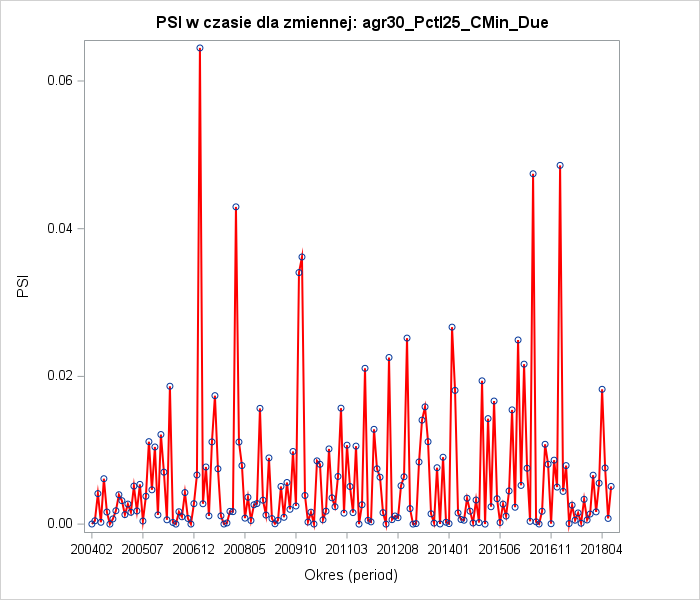 PSI w czasie dla zmiennej: agr30_Pctl25_CMin_Due
0.06
0.04
0.02
0.00
PSI
200402 200507 200612 200805 200910 201103 201208 201401 201506 201611 201804
Okres (period)